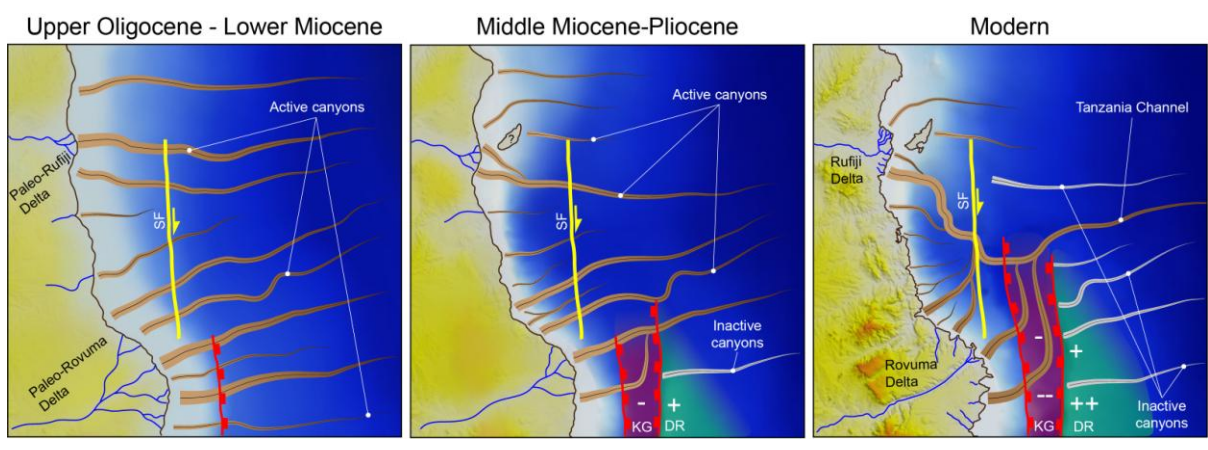 Upper Oligocene - Lower Miocene
Active canyons
Paleo-Rufiji
Delta
SF
Paleo-Rovuma
Delta
Middle Miocene-Pliocene
Active canyons
SF
Inactive
canyons
-
+
KG
DR
Modern
Tanzania Channel
Rufiji
Delta
SF
-
+
Rovuma
Delta
--
++
Inactive
canyons
KG
DR